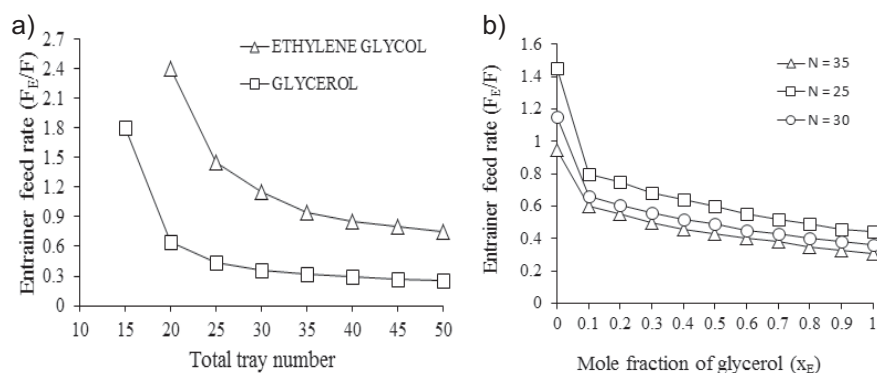 a)
Entrainer feed rate (FE/F)
2.7
2.4
2.1
1.8
1.5
1.2
0.9
0.6
0.3
0
ETHYLENE GLYCOL
GLYCEROL
10 15 20 25 30 35 40 45 50
Total tray number
b)
Entrainer feed rate (FE/F)
1.6
1.4
1.2
1
0.8
0.6
0.4
0.2
0
N = 35
N = 25
N = 30
0 0.1 0.2 0.3 0.4 0.5 0.6 0.7 0.8 0.9 1
Mole fraction of glycerol (xE)